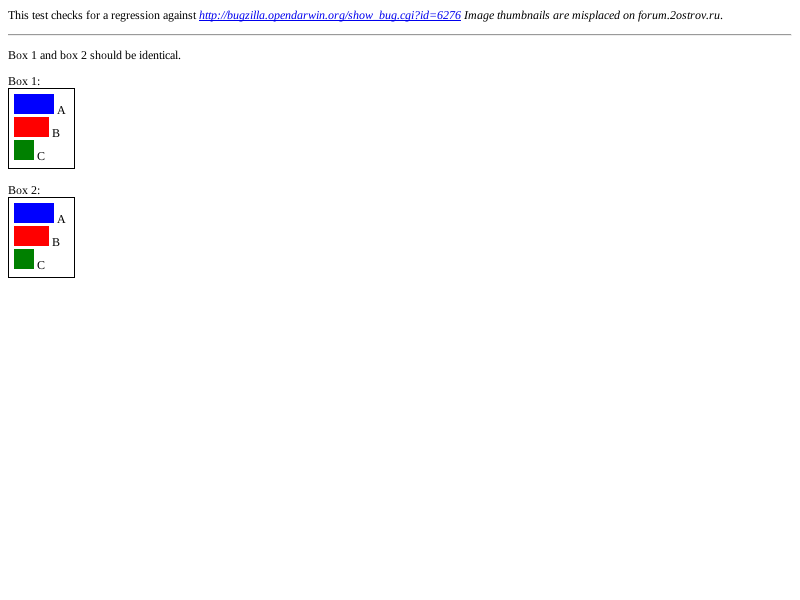 This test checks for a regression against http://bugzilla.opendarwin.org/show_bug.cgi?id=6276 Image thumbnails are misplaced on forum.2ostrov.ru.
Box 1 and box 2 should be identical.
Box 1:
A
B
C
Box 2:
A
B
C